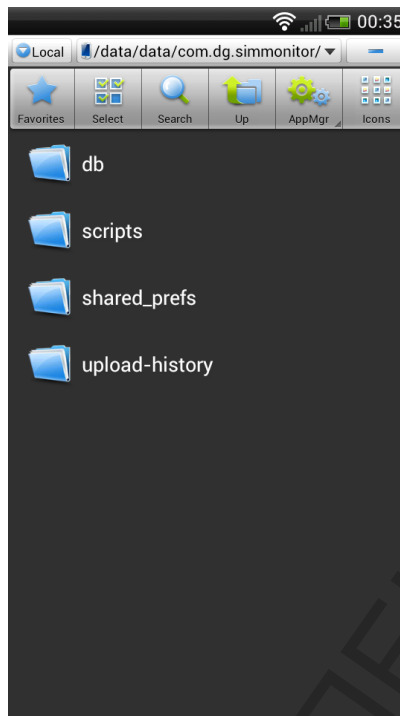 00:35
Local
/data/data/com.dg.simmonitor/
Favorites
Select
Search
Up
AppMgr
Icons
db
scripts
shared_prefs
upload-history